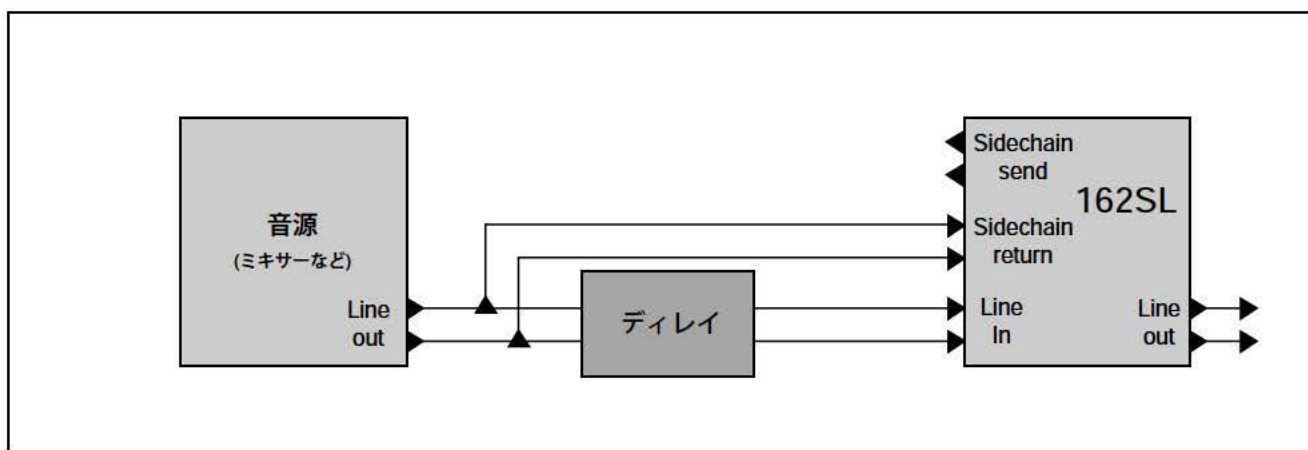 音源
(ミキサーなど)
Line
out
ディレイ
Sidechain
send
162SL
Sidechain
return
Line
In
Line
out